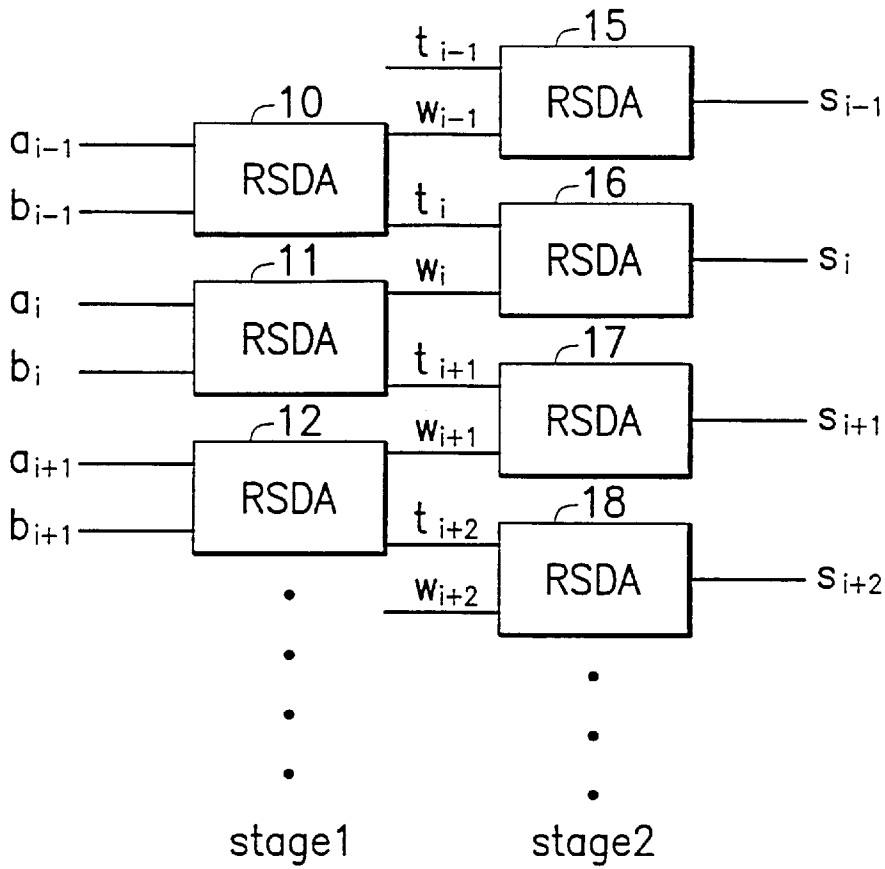 15
t i-1
RSDA
s i-1
10
w i-1
a i-1
RSDA
b i-1
t i
16
RSDA
s i
11
w i
a i
RSDA
b i
t i+1
17
RSDA
s i+1
12
w i+1
a i+1
RSDA
b i+1
t i+2
18
RSDA
s i+2
w i+2
stage1
stage2